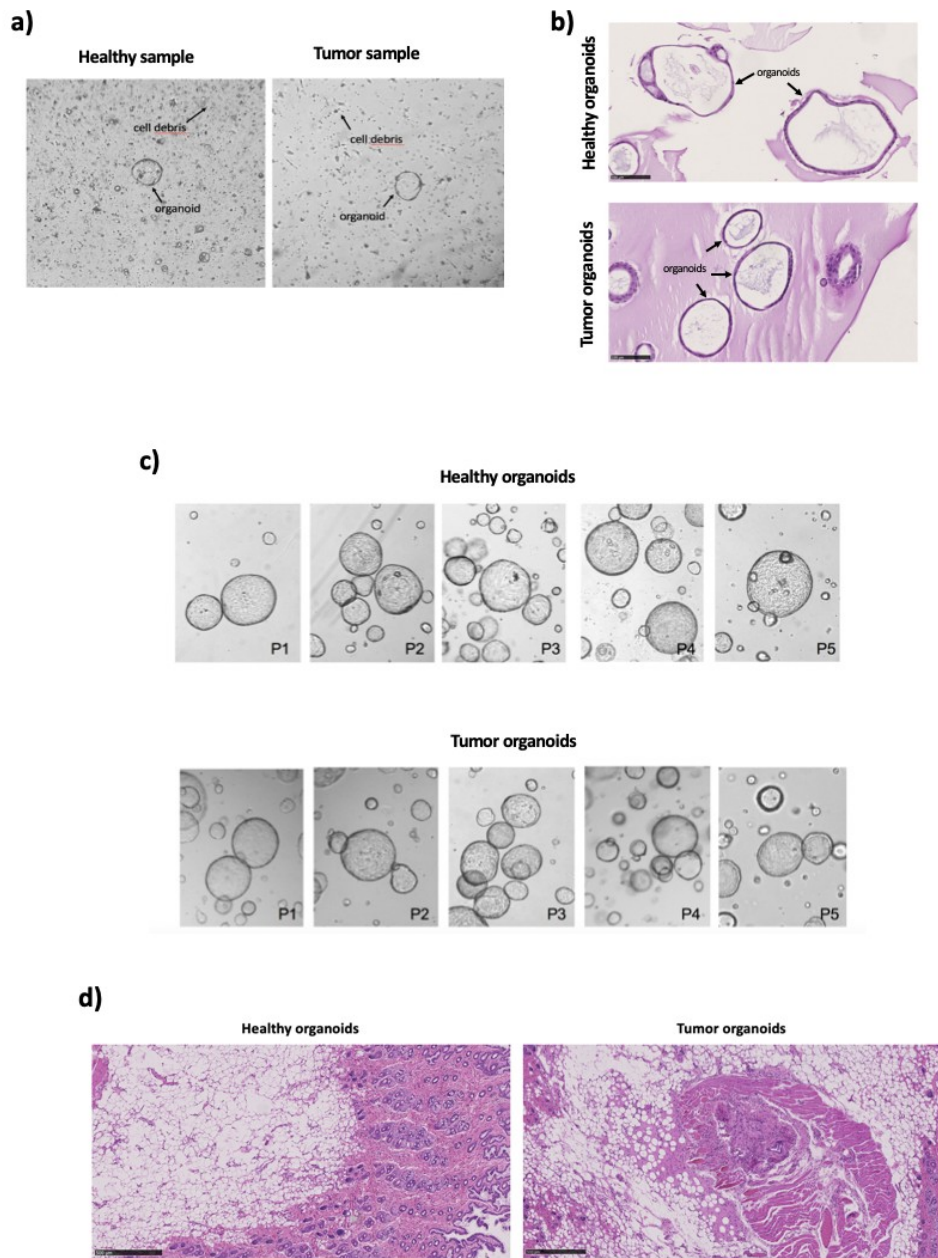 a)
Healthy sample
Tumor sample
cell debris
organoid
cell debris
organoid
b)
Healthy organoids
organoids
Tumor organoids
organoids
c)
Healthy organoids
P1
P2
P3
P4
P5
Tumor organoids
P1
P2
P3
P4
P5
d)
Healthy organoids
Tumor organoids